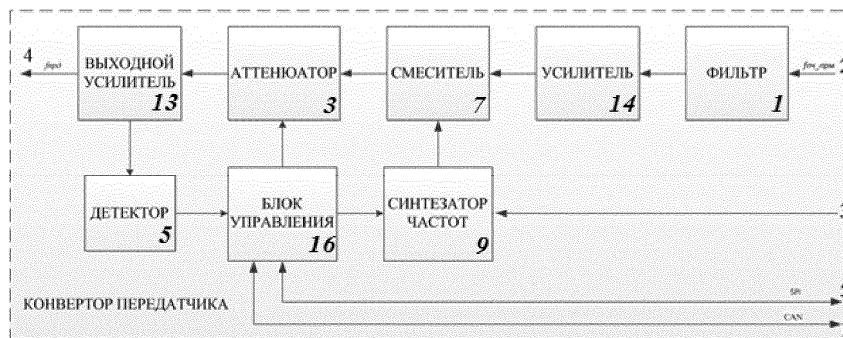 4
fпрд
ВЫХОДНОЙ
УСИЛИТЕЛЬ
13
АТТЕНЮАТОР
3
СМЕСИТЕЛЬ
7
УСИЛИТЕЛЬ
14
ФИЛЬТР
1
2
ДЕТЕКТОР
5
БЛОК
УПРАВЛЕНИЯ
16
СИНТЕЗАТОР
ЧАСТОТ
9
КОНВЕРТОР ПЕРЕДАТЧИКА
SPI
CAN